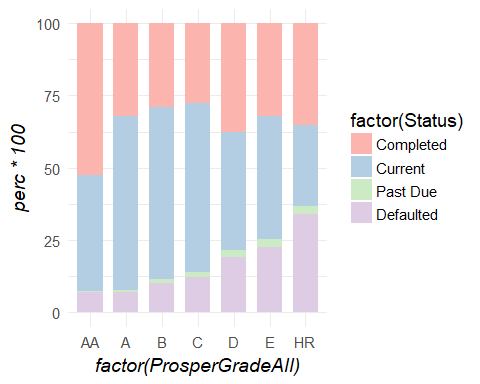 perc * 100
100
75
50
25
0
AA A B C D E HR
factor(ProsperGradeAll)
factor(Status)
Completed
Current
Past Due
Defaulted